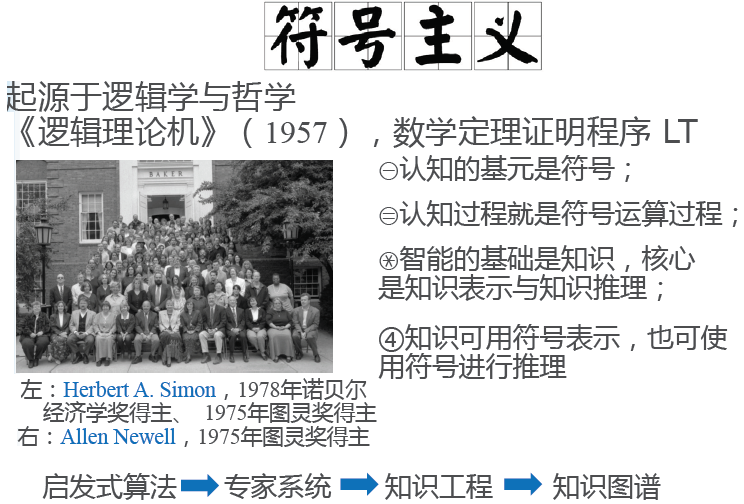 符号主义
起源于逻辑学与哲学
《逻辑理论机》（1957），数学定理证明程序 LT
BAKER
㊀认知的基元是符号；
㊁认知过程就是符号运算过程；
㊂智能的基础是知识，核心
是知识表示与知识推理；
④知识可用符号表示，也可使
用符号进行推理
左：Herbert A. Simon，1978年诺贝尔
经济学奖得主、 1975年图灵奖得主
右：Allen Newell，1975年图灵奖得主
启发式算法 专家系统 知识工程 知识图谱